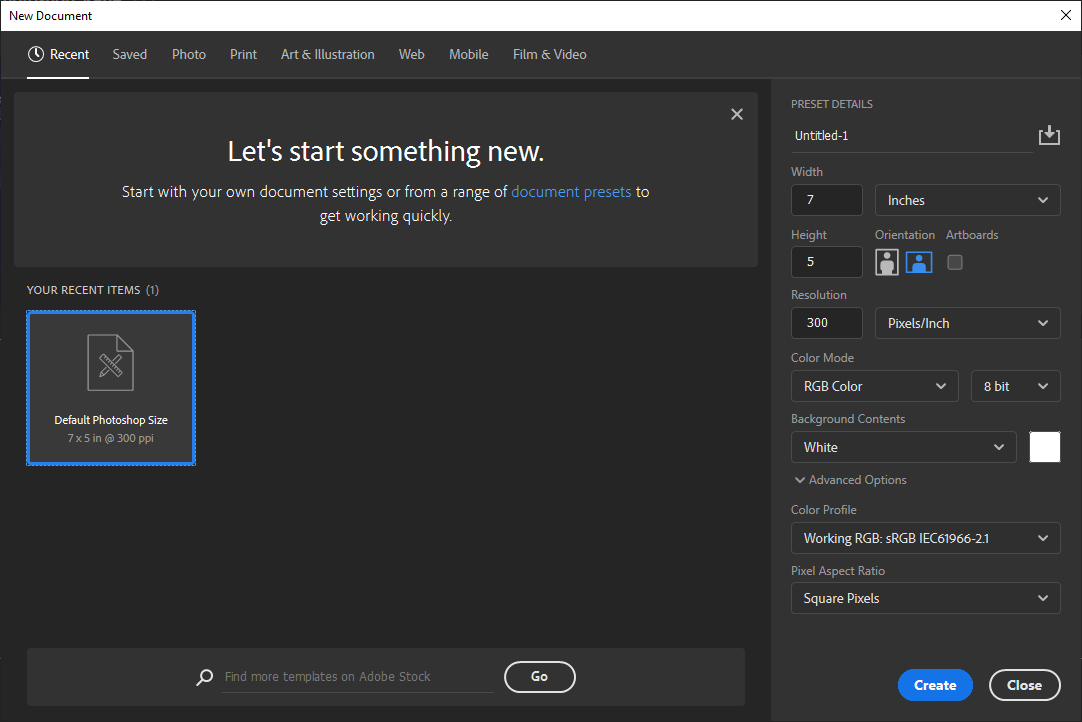 New Document
Recent Saved Photo Print Art & Illustration Web Mobile Film & Video
Let's start something new.
Start with your own document settings or from a range of document presets to
get working quickly.
YOUR RECENT ITEMS (1)
Default Photoshop Size
7 x 5 in @ 300 ppi
Find more templates on Adobe Stock
Go
PRESET DETAILS
Untitled-1
Width
7 Inches
Height Orientation Artboards
5
Resolution
300 Pixels/Inch
Color Mode
RGB Color 8 bit
Background Contents
White
Advanced Options
Color Profile
Working RGB: sRGB IEC61966-2.1
Pixel Aspect Ratio
Square Pixels
Create Close